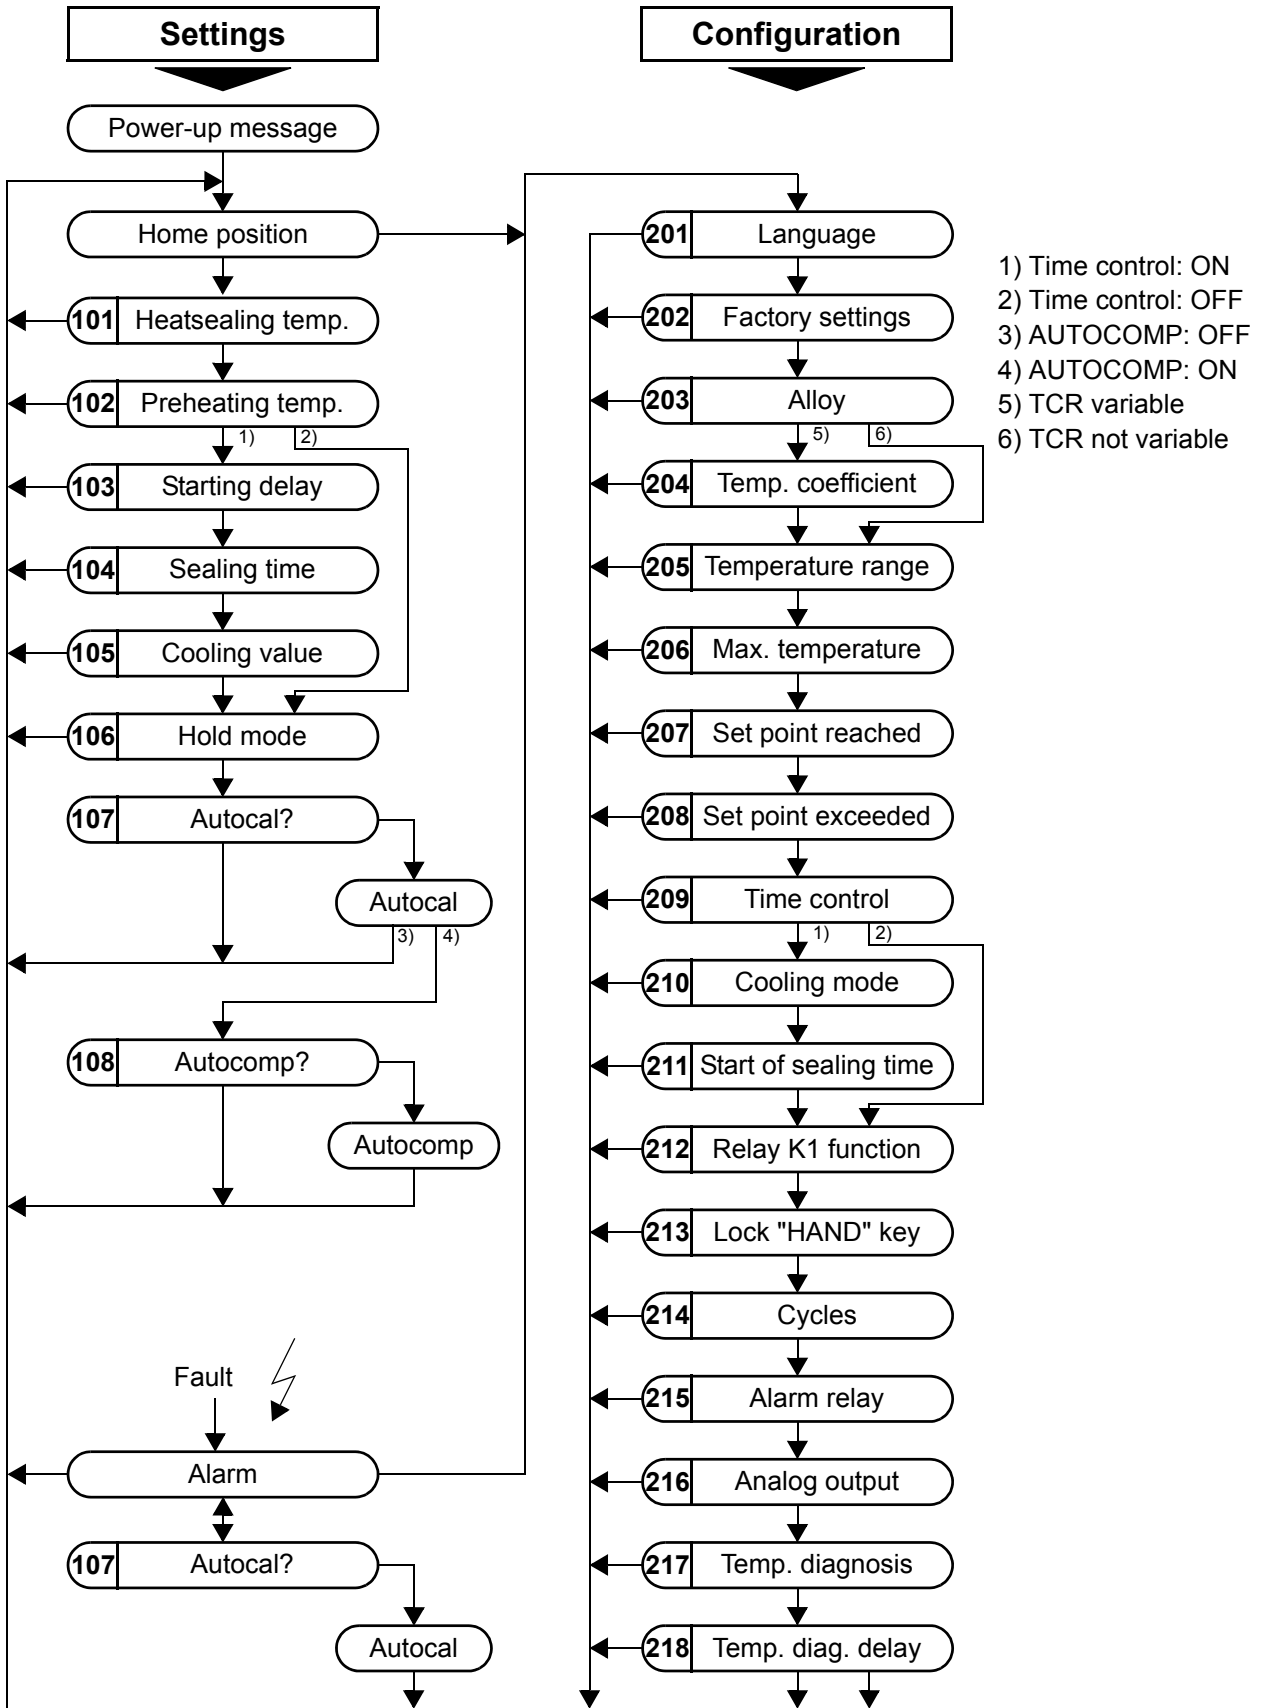 Settings
Power-up message
Home position
101 Heatsealing temp.
102 Preheating temp.
1) 2)
103 Starting delay
104 Sealing time
105 Cooling value
106 Hold mode
107 Autocal?
Autocal
3) 4)
108 Autocomp?
Autocomp
Fault
Alarm
107 Autocal?
Autocal
Configuration
201 Language
202 Factory settings
203 Alloy
5) 6)
204 Temp. coefficient
205 Temperature range
206 Max. temperature
207 Set point reached
208 Set point exceeded
209 Time control
1) 2)
210 Cooling mode
211 Start of sealing time
212 Relay K1 function
213 Lock "HAND" key
214 Cycles
215 Alarm relay
216 Analog output
217 Temp. diagnosis
218 Temp. diag. delay
1) Time control: ON
2) Time control: OFF
3) AUTOCOMP: OFF
4) AUTOCOMP: ON
5) TCR variable
6) TCR not variable